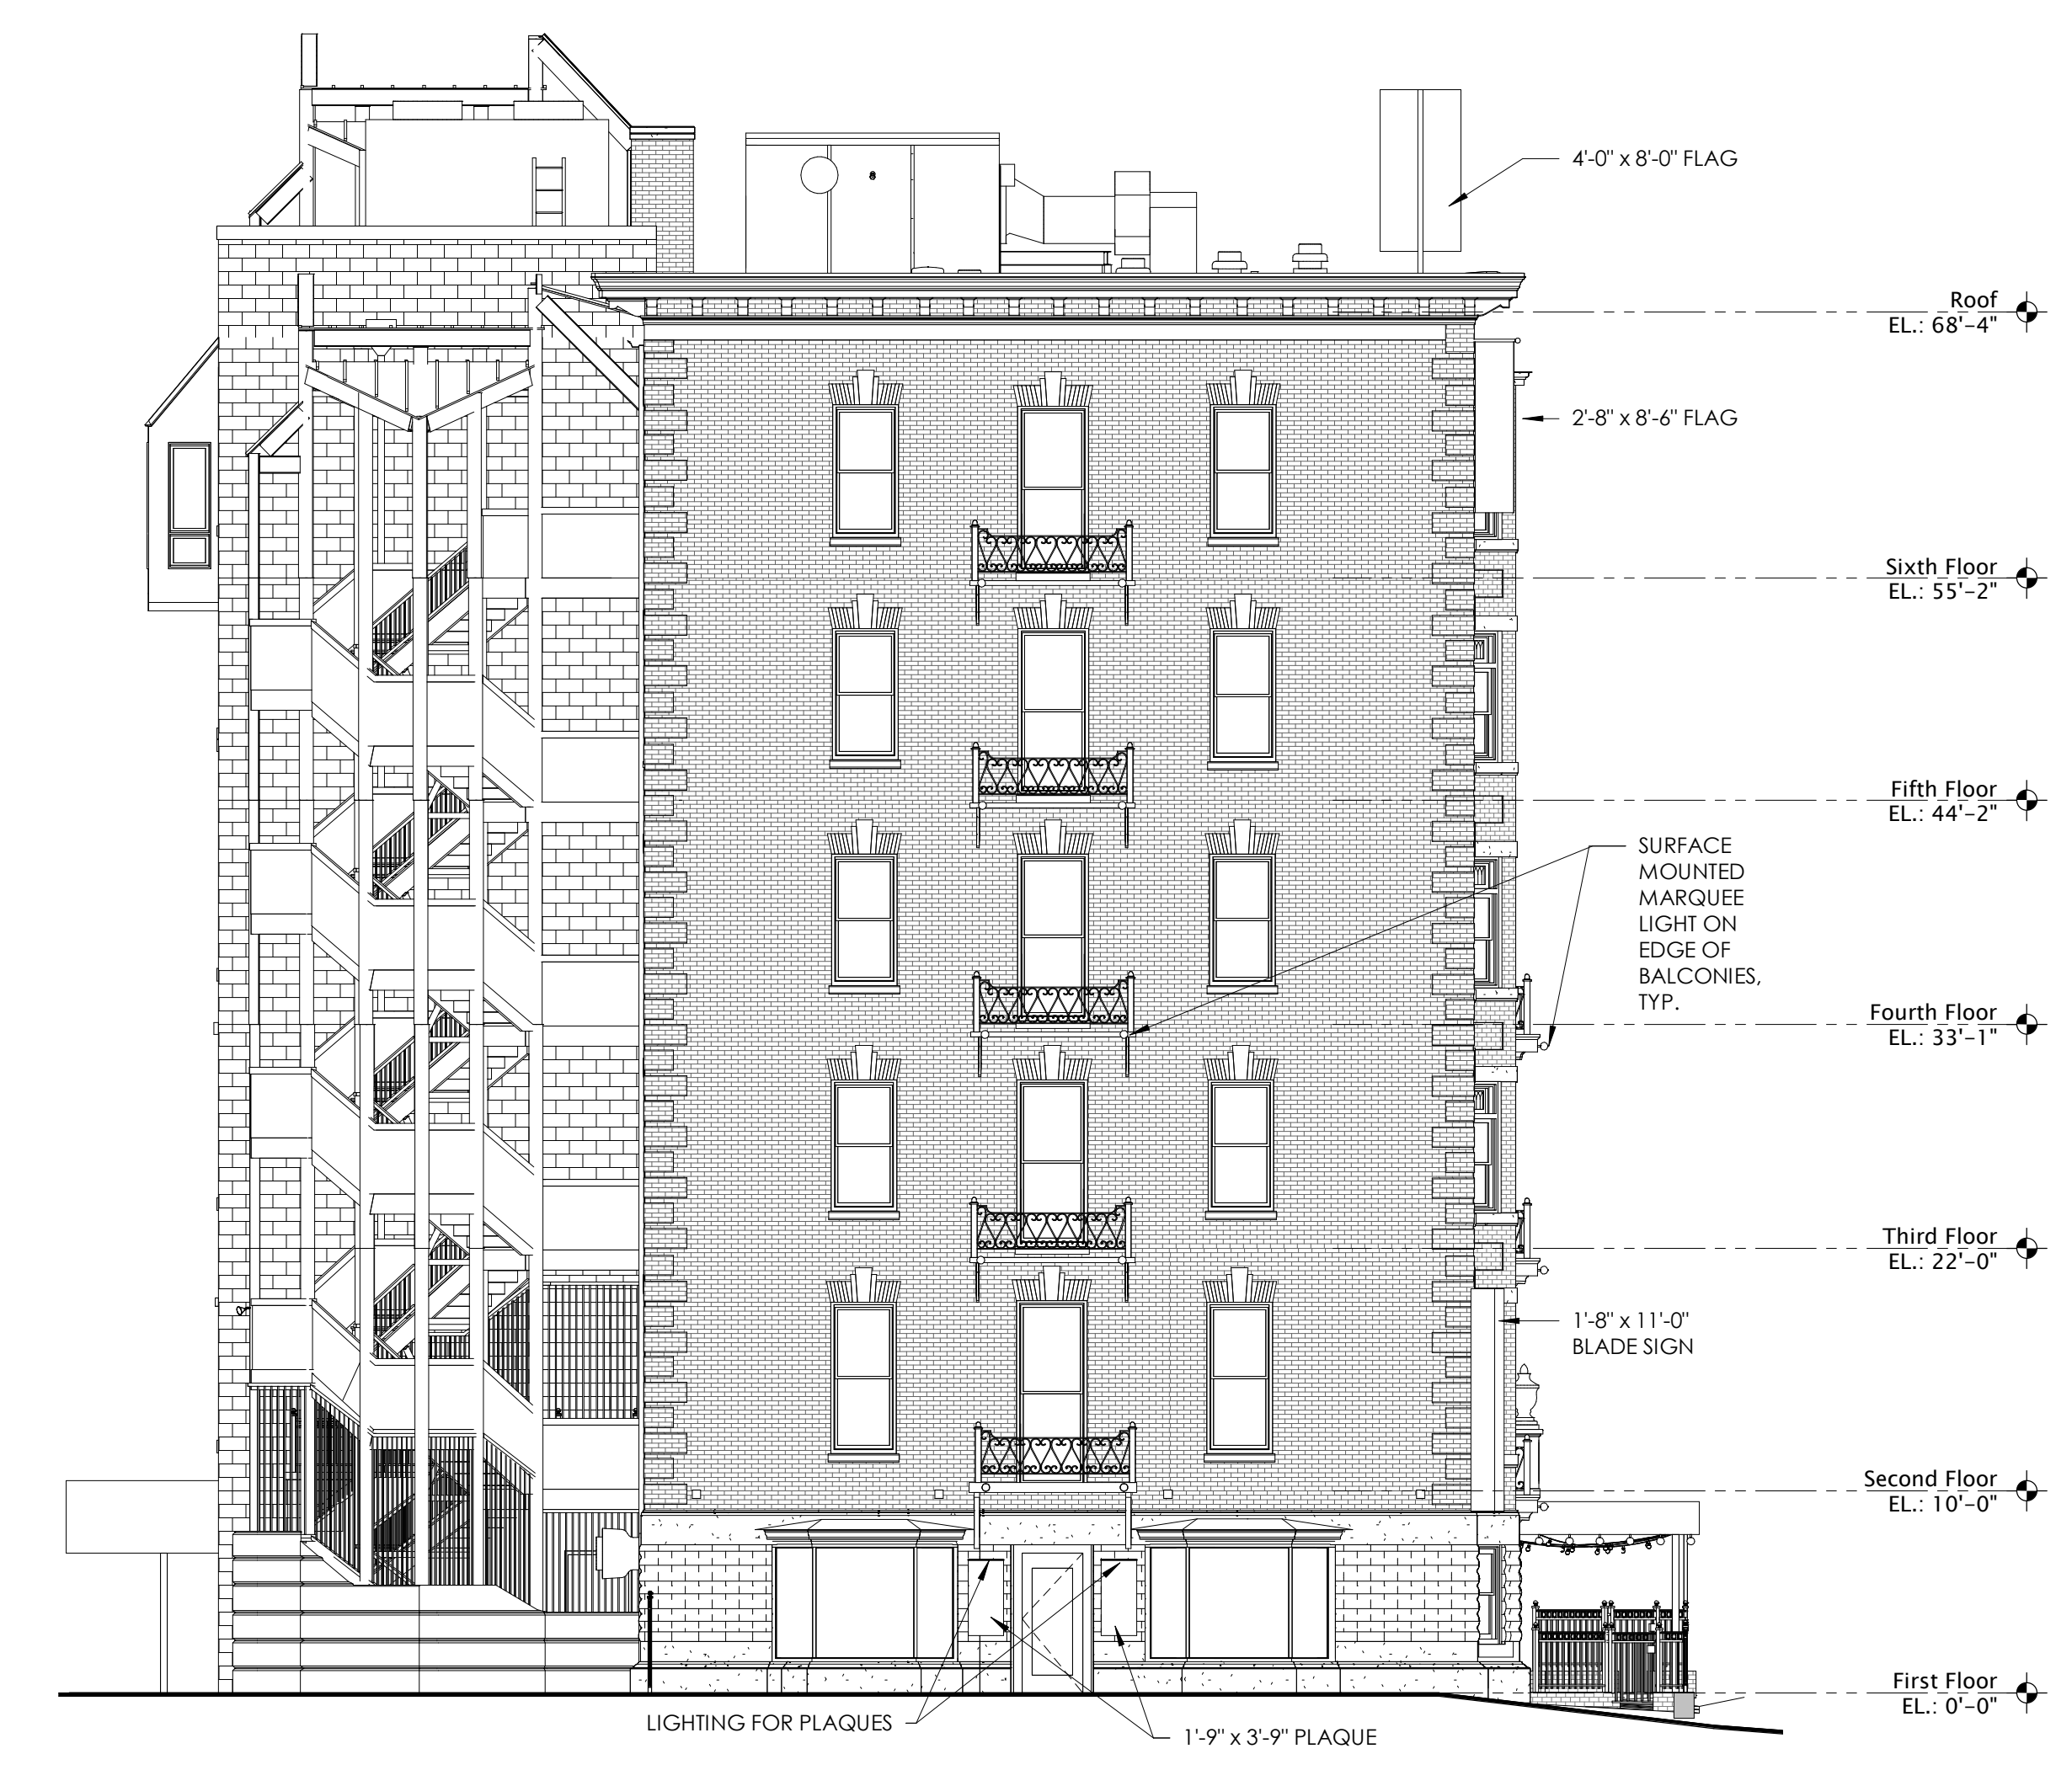 4'-0" x 8'-0" FLAG
Roof
EL.: 68'-4"
2'-8" x 8'-6" FLAG
Sixth Floor
EL.: 55'-2"
Fifth Floor
EL.: 44'-2"
SURFACE
MOUNTED
MARQUEE
LIGHT ON
EDGE OF
BALCONIES,
TYP.
Fourth Floor
EL.: 33'-1"
Third Floor
EL.: 22'-0"
1'-8" x 11'-0"
BLADE SIGN
Second Floor
EL.: 10'-0"
First Floor
EL.: 0'-0"
LIGHTING FOR PLAQUES
1'-9" x 3'-9" PLAQUE